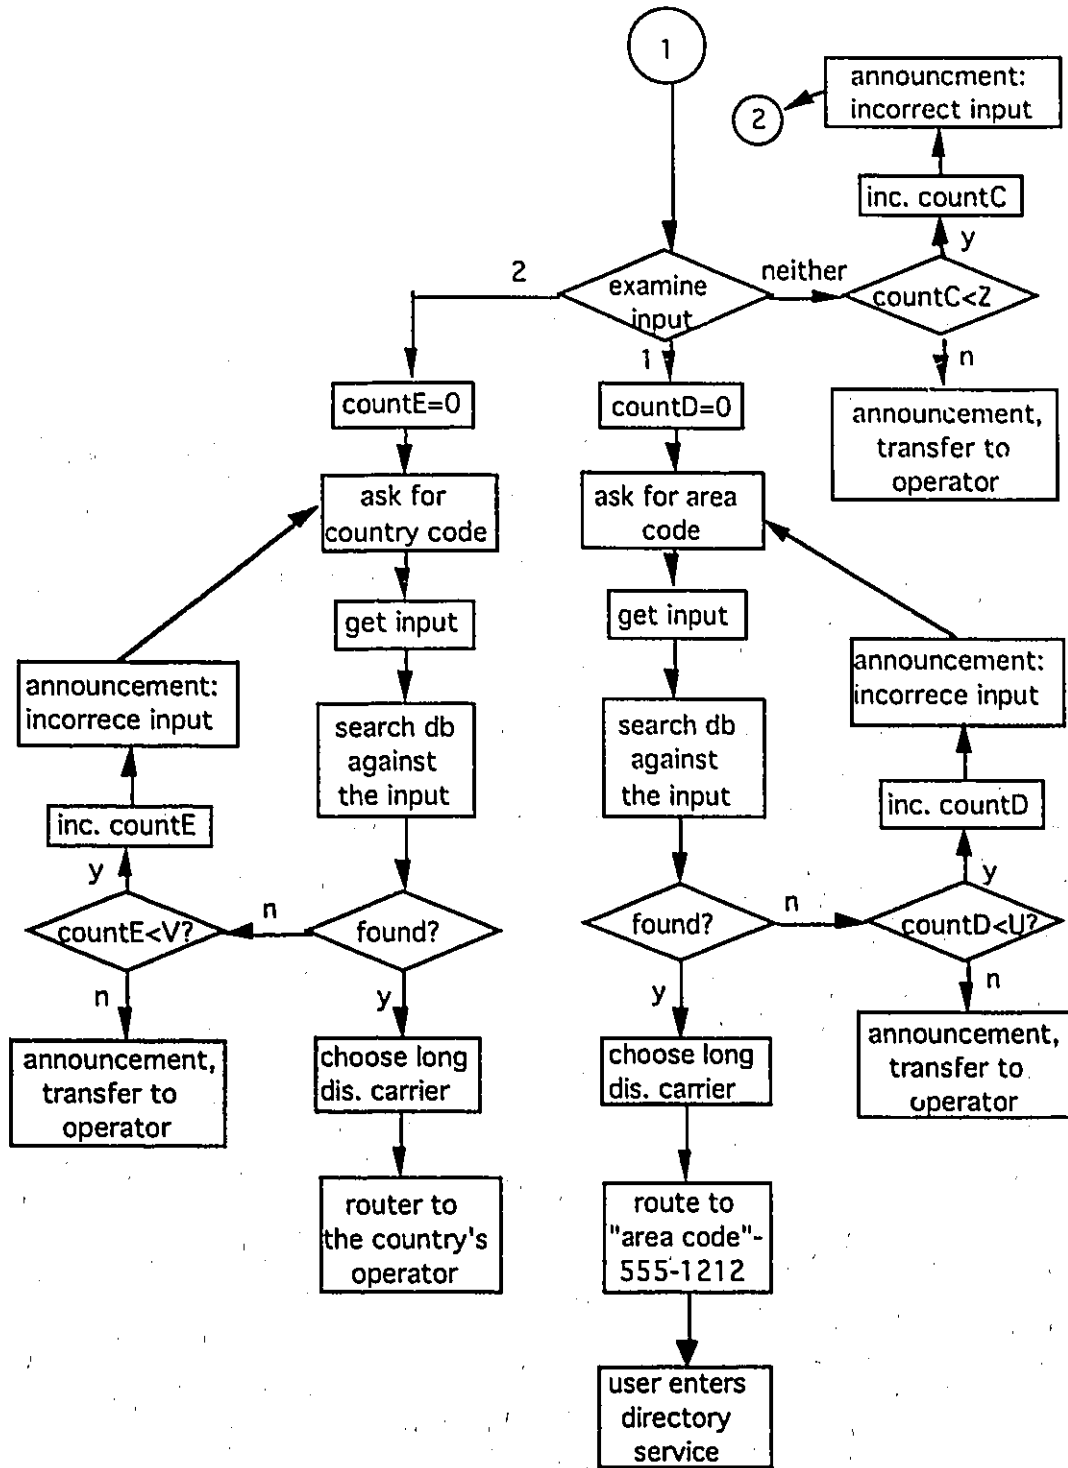 1
announcment:
incorrect input
2
inc. countC
y
2
examine
input
neither
countC<2
1
n
countE=0
countD=0
announcement,
transfer to
operator
ask for
country code
ask for area
code
get input
get input
announcement:
incorrece input
announcement:
incorrece input
search db
against
the input
search db
against
the input
inc. countE
inc. countD
y
y
countE<V?
n
found?
found?
n
countD<U?
n
y
y
n
announcement,
transfer to
operator
choose long
dis. carrier
choose long
dis. carrier
announcement,
transfer to
operator
router to
the country's
operator
route to
"area code"-
555-1212
user enters
directory
service